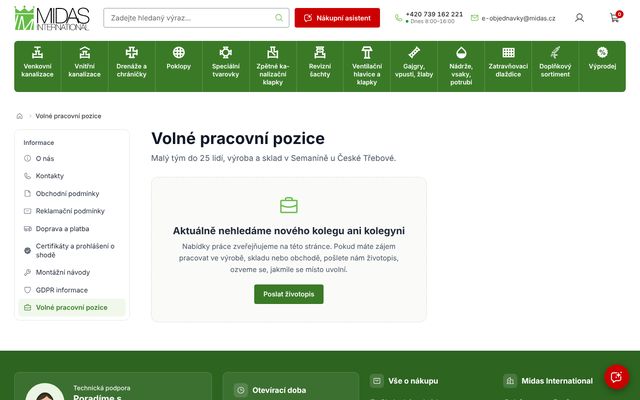 MIDAS
INTERNATIONAL
Zadejte hledaný výraz...
Nákupní asistent
+420 739 162 221
Dnes 8:00–16:00
e-objednavky@midas.cz
0
Venkovní
kanalizace
Vnitřní
kanalizace
Drenáže a
chráničky
Poklopy
Speciální
tvarovky
Zpětné ka-
nalizační
klapky
Revizní
šachty
Ventilační
hlavice a
klapky
Gajgry,
vpusti, žlaby
Nádrže,
vsaky,
potrubí
Zatravňovací
dlaždice
Doplňkový
sortiment
Výprodej
Volné pracovní pozice
Informace
O nás
Kontakty
Obchodní podmínky
Reklamační podmínky
Doprava a platba
Certifikáty a prohlášení o
shodě
Montážní návody
GDPR informace
Volné pracovní pozice
Volné pracovní pozice
Malý tým do 25 lidí, výroba a sklad v Semaníně u České Třebové.
Aktuálně nehledáme nového kolegu ani kolegyni
Nabídky práce zveřejňujeme na této stránce. Pokud máte zájem
pracovat ve výrobě, skladu nebo obchodě, pošlete nám životopis,
ozveme se, jakmile se místo uvolní.
Poslat životopis
Technická podpora
Poradíme s
Otevírací doba
Vše o nákupu
Midas International